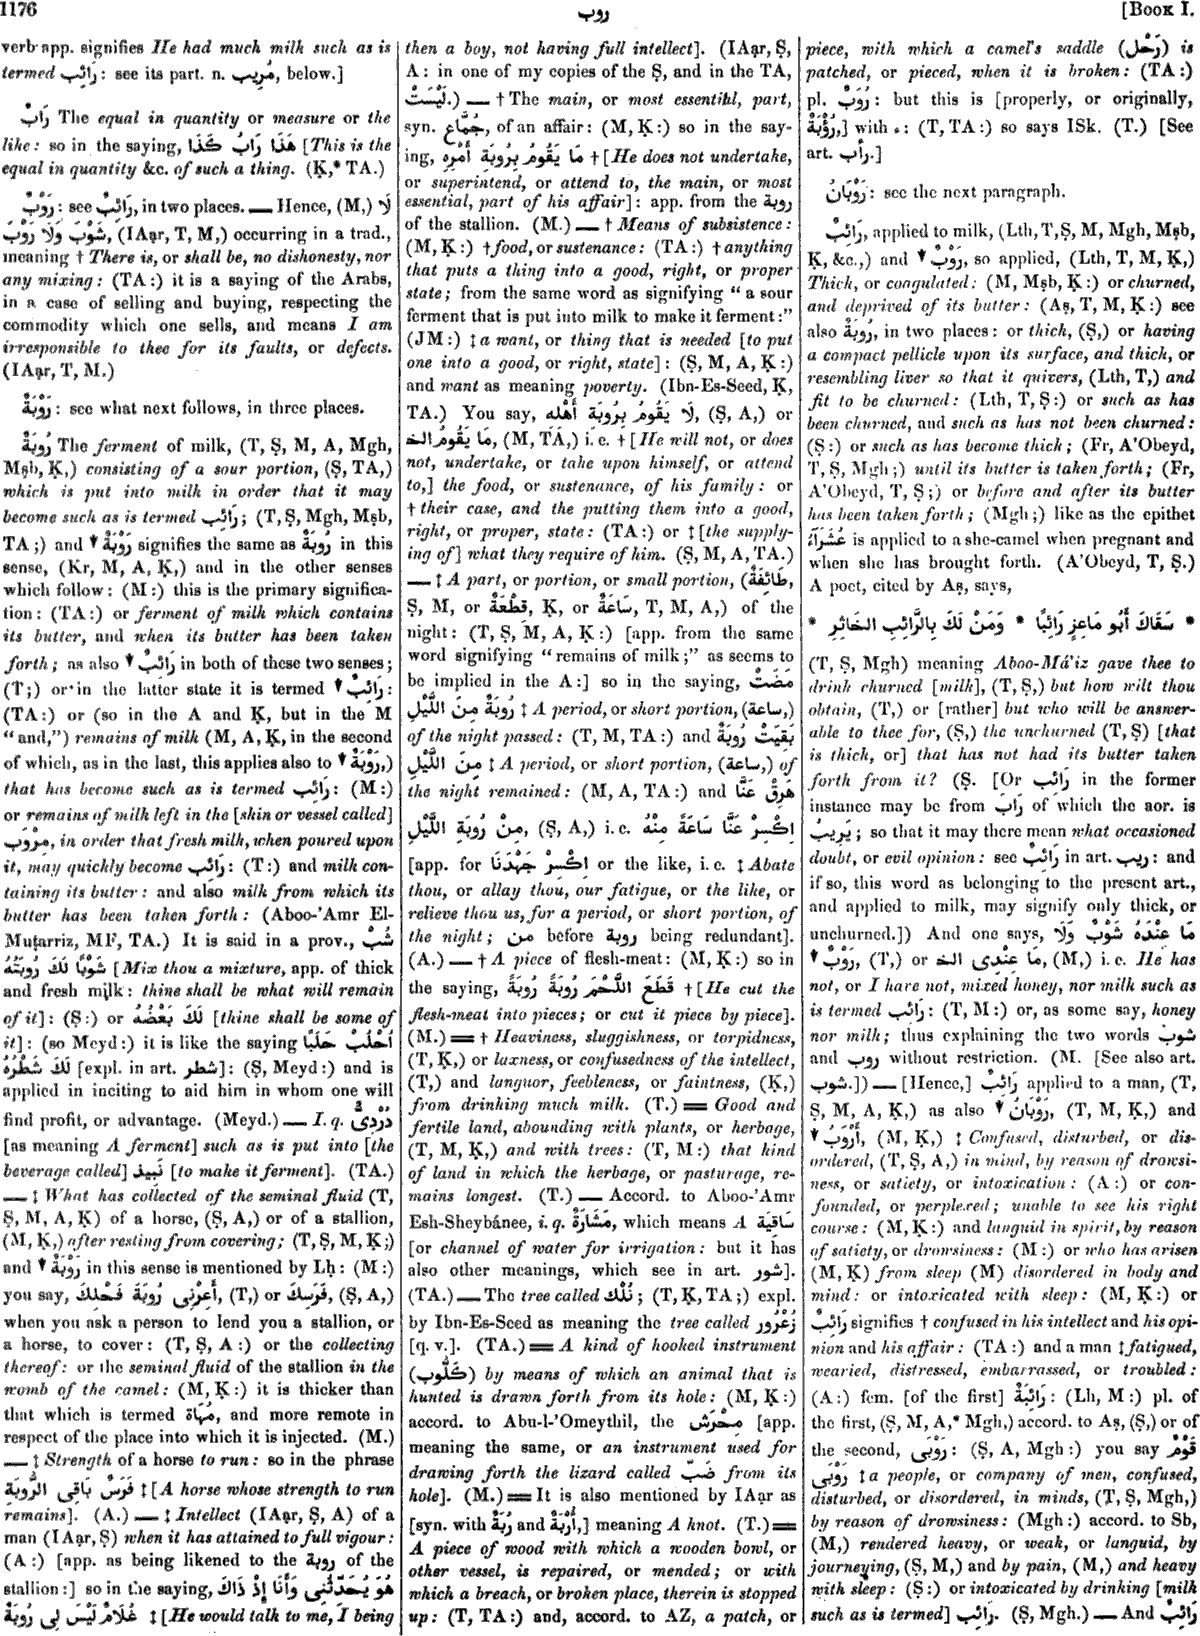 1176
روب
[BOOK I.
verb app. signifies He had much milk such as is
termed رَائِب: see its part. n. مُرِيب, below.]
رَابٌ The equal in quantity or measure or the
like: so in the saying, هٰذَا رَابُ كَذَا [This is the
equal in quantity &c. of such a thing. (Ḳ,* TA.)
رَوْبٌ: see رَائِبٌ, in two places. — Hence, (M,) لَا
شَوْبَ وَلَا رَوْبَ, (IAạr, T, M,) occurring in a trad.,
meaning † There is, or shall be, no dishonesty, nor
any mixing: (TA:) it is a saying of the Arabs,
in a case of selling and buying, respecting the
commodity which one sells, and means I am
irresponsible to thee for its faults, or defects.
(IAạr, T, M.)
رَوْبَةٌ: see what next follows, in three places.
رُوبَةٌ The ferment of milk, (T, Ṣ, M, A, Mgh,
Mṣb, Ḳ,) consisting of a sour portion, (Ṣ, TA,)
which is put into milk in order that it may
become such as is termed رَائِب; (T, Ṣ, Mgh, Mṣb,
TA;) and ▼ رَوْبَةٌ signifies the same as رُوبَةٌ in this
sense, (Kr, M, A, Ḳ,) and in the other senses
which follow: (M:) this is the primary significa-
tion: (TA:) or ferment of milk which contains
its butter, and when its butter has been taken
forth; as also ▼ رَائِبٌ in both of these two senses;
(T;) or in the latter state it is termed ▼ رَائِبٌ:
(TA:) or (so in the A and Ḳ, but in the M
“and,”) remains of milk (M, A, Ḳ, in the second
of which, as in the last, this applies also to ▼ رَوْبَةٌ,)
that has become such as is termed رَائِب: (M:)
or remains of milk left in the [skin or vessel called]
مِرْوَب, in order that fresh milk, when poured upon
it, may quickly become رَائِب: (T:) and milk con-
taining its butter: and also milk from which its
butter has been taken forth: (Aboo-’Amr El-
Muṭarriz, MF, TA.) It is said in a prov., شُبْ
شَوْبًا لَكَ رُوبَتُهُ [Mix thou a mixture, app. of thick
and fresh milk: thine shall be what will remain
of it]: (Ṣ:) or لَكَ بَعْضُهُ [thine shall be some of
it]: (so Meyd:) it is like the saying اُحْلُبْ حَلَبًا
لَكَ شَطْرُهُ [expl. in art. شطر]: (Ṣ, Meyd:) and is
applied in inciting to aid him in whom one will
find profit, or advantage. (Meyd.) — I. q. دُرْدِىّ
[as meaning A ferment] such as is put into [the
beverage called] نَبِيذ [to make it ferment]. (TA.)
— ‡ What has collected of the seminal fluid (T,
Ṣ, M, A, Ḳ) of a horse, (Ṣ, A,) or of a stallion,
(M, Ḳ,) after resting from covering; (T, Ṣ, M, Ḳ;)
and ▼ رَوْبَةٌ in this sense is mentioned by Lḥ: (M:)
you say, أَعِرْنِى رُوبَةَ فَحْلِكَ, (T,) or فَرَسِكَ, (Ṣ, A,)
when you ask a person to lend you a stallion, or
a horse, to cover: (T, Ṣ, A:) or the collecting
thereof: or the seminal fluid of the stallion in the
womb of the camel: (M, Ḳ:) it is thicker than
that which is termed مُهَاة, and more remote in
respect of the place into which it is injected. (M.)
— ‡ Strength of a horse to run: so in the phrase
فَرَسٌ بَاقِى الرُّوبَةِ ‡ [A horse whose strength to run
remains]. (A.) — ‡ Intellect (IAạr, Ṣ, A) of a
man (IAạr, Ṣ) when it has attained to full vigour:
(A:) [app. as being likened to the روبة of the
stallion:] so in the saying, هُوَ يُحَدِّثُنِى وَأَنَا إِذْ ذَاكَ
غُلَامٌ لَيْسَ لِى رُوبَةٌ ‡ [He would talk to me, I being
then a boy, not having full intellect]. (IAạr, Ṣ,
A: in one of my copies of the Ṣ, and in the TA,
لَيْسَتْ.) — † The main, or most essential, part,
syn. جُمَّاع, of an affair: (M, Ḳ:) so in the say-
ing, مَا يَقُومُ بِرُوبَةِ أَمْرِهِ † [He does not undertake,
or superintend, or attend to, the main, or most
essential, part of his affair]: app. from the روبة
of the stallion. (M.) — † Means of subsistence:
(M, Ḳ:) † food, or sustenance: (TA:) † anything
that puts a thing into a good, right, or proper
state; from the same word as signifying “a sour
ferment that is put into milk to make it ferment:”
(JM:) ‡ a want, or thing that is needed [to put
one into a good, or right, state]: (Ṣ, M, A, Ḳ:)
and want as meaning poverty. (Ibn-Es-Seed, Ḳ,
TA.) You say, لَا يَقُومُ بِرُوبَةِ أَهْلِهِ, (Ṣ, A,) or
مَا يَقُومُ الخ, (M, TA,) i. e. † [He will not, or does
not, undertake, or take upon himself, or attend
to,] the food, or sustenance, of his family: or
† their case, and the putting them into a good,
right, or proper, state: (TA:) or ‡ [the supply-
ing of] what they require of him. (Ṣ, M, A, TA.)
— ‡ A part, or portion, or small portion, (طَائِفَةٌ,
Ṣ, M, or قِطْعَةٌ, Ḳ, or سَاعَةٌ, T, M, A,) of the
night: (T, Ṣ, M, A, Ḳ:) [app. from the same
word signifying “remains of milk;” as seems to
be implied in the A:] so in the saying, مَضَتْ
رُوبَةٌ مِنَ اللَّيْلِ ‡ A period, or short portion, (ساعة,)
of the night passed: (T, M, TA:) and بَقِيَتْ رُوبَةٌ
مِنَ اللَّيْلِ ‡ A period, or short portion, (ساعة,) of
the night remained: (M, A, TA:) and هَرِقْ عَنَّا
مِنْ رُوبَةِ اللَّيْلِ, (Ṣ, A,) i. e. اِكْسِرْ عَنَّا سَاعَةً مِنْهُ
[app. for اكْسِرْ جَهْدَنَا or the like, i. e. ‡ Abate
thou, or allay thou, our fatigue, or the like, or
relieve thou us, for a period, or short portion, of
the night; من before روبة being redundant].
(A.) — † A piece of flesh-meat: (M, Ḳ:) so in
the saying, قَطَعَ اللَّحْمَ رُوبَةً رُوبَةً † [He cut the
flesh-meat into pieces; or cut it piece by piece].
(M.) = † Heaviness, sluggishness, or torpidness,
(T, Ḳ,) or laxness, or confusedness of the intellect,
(T,) and languor, feebleness, or faintness, (Ḳ,)
from drinking much milk. (T.) = Good and
fertile land, abounding with plants, or herbage,
(T, M, Ḳ,) and with trees: (T, M:) that kind
of land in which the herbage, or pasturage, re-
mains longest. (T.) — Accord. to Aboo-’Amr
Esh-Sheybánee, i. q. مَشَارَةٌ, which means A سَاقِيَة
[or channel of water for irrigation: but it has
also other meanings, which see in art. شور].
(TA.) — The tree called نُلْك; (T, Ḳ, TA;) expl.
by Ibn-Es-Seed as meaning the tree called زُعْرُور
[q. v.]. (TA.) = A kind of hooked instrument
(كَلُّوب) by means of which an animal that is
hunted is drawn forth from its hole: (M, Ḳ:)
accord. to Abu-l-’Omeythil, the مِحْرَش [app.
meaning the same, or an instrument used for
drawing forth the lizard called ضَبّ from its
hole]. (M.) = It is also mentioned by IAạr as
[syn. with رُبَةٌ and أُرْبَةٌ,] meaning A knot. (T.) =
A piece of wood with which a wooden bowl, or
other vessel, is repaired, or mended; or with
which a breach, or broken place, therein is stopped
up: (T, TA:) and, accord. to AZ, a patch, or
piece, with which a camel's saddle (رَحْل) is
patched, or pieced, when it is broken: (TA:)
pl. رُوَبٌ: but this is [properly, or originally,
رُؤْبَةٌ,] with ء: (T, TA:) so says ISk. (T.) [See
art. رأب.]
رَوْبَانُ: see the next paragraph.
رَائِبٌ, applied to milk, (Lth, T, Ṣ, M, Mgh, Mṣb,
Ḳ, &c.,) and ▼ رَوْبٌ, so applied, (Lth, T, M, Ḳ,)
Thick, or coagulated: (M, Mṣb, Ḳ:) or churned,
and deprived of its butter: (Aṣ, T, M, Ḳ:) see
also رُوبَةٌ, in two places: or thick, (Ṣ,) or having
a compact pellicle upon its surface, and thick, or
resembling liver so that it quivers, (Lth, T,) and
fit to be churned: (Lth, T, Ṣ:) or such as has
been churned, and such as has not been churned:
(Ṣ:) or such as has become thick; (Fr, A’Obeyd,
T, Ṣ, Mgh;) until its butter is taken forth; (Fr,
A’Obeyd, T, Ṣ;) or before and after its butter
has been taken forth; (Mgh;) like as the epithet
عُشَرَآءُ is applied to a she-camel when pregnant and
when she has brought forth. (A’Obeyd, T, Ṣ.)
A poet, cited by Aṣ, says,
* سَقَاكَ أَبُو مَاعِزٍ رَائِبًا * وَمَنْ لَكَ بِالرَّائِبِ الخَاثِرِ *
(T, Ṣ, Mgh) meaning Aboo-Má’iz gave thee to
drink churned [milk], (T, Ṣ,) but how wilt thou
obtain, (T,) or [rather] but who will be answer-
able to thee for, (Ṣ,) the unchurned (T, Ṣ) [that
is thick, or] that has not had its butter taken
forth from it? (Ṣ. [Or رَائِب in the former
instance may be from رَابَ of which the aor. is
يَرِيبُ; so that it may there mean what occasioned
doubt, or evil opinion: see رَائِبٌ in art. ريب: and
if so, this word as belonging to the present art.,
and applied to milk, may signify only thick, or
unchurned.]) And one says, مَا عِنْدَهُ شَوْبٌ وَلَا
▼ رَوْبٌ, (T,) or مَا عِنْدِى الخ, (M,) i. e. He has
not, or I have not, mixed honey, nor milk such as
is termed رَائِب: (T, M:) or, as some say, honey
nor milk; thus explaining the two words شوب
and روب without restriction. (M. [See also art.
شوب.]) — [Hence,] رَائِبٌ applied to a man, (T,
Ṣ, M, A, Ḳ,) as also ▼ رَوْبَانُ, (T, M, Ḳ,) and
▼ أَرْوَبُ, (M, Ḳ,) ‡ Confused, disturbed, or dis-
ordered, (T, Ṣ, A,) in mind, by reason of drowsi-
ness, or satiety, or intoxication: (A:) or con-
founded, or perplexed; unable to see his right
course: (M, Ḳ:) and languid in spirit, by reason
of satiety, or drowsiness: (M:) or who has arisen
(M, Ḳ) from sleep (M) disordered in body and
mind: or intoxicated with sleep: (M, Ḳ:) or
رَائِبٌ signifies † confused in his intellect and his opi-
nion and his affair: (TA:) and a man ‡ fatigued,
wearied, distressed, embarrassed, or troubled:
(A:) fem. [of the first] رَائِبَةٌ: (Lḥ, M:) pl. of
the first, (Ṣ, M, A,* Mgh,) accord. to Aṣ, (Ṣ,) or of
the second, رَوْبَى: (Ṣ, A, Mgh:) you say قَوْمٌ
رَوْبَى ‡ a people, or company of men, confused,
disturbed, or disordered, in minds, (T, Ṣ, Mgh,)
by reason of drowsiness: (Mgh:) accord. to Sb,
(M,) rendered heavy, or weak, or languid, by
journeying, (Ṣ, M,) and by pain, (M,) and heavy
with sleep: (Ṣ:) or intoxicated by drinking [milk
such as is termed] رَائِب. (Ṣ, Mgh.) — And رَائِبٌ